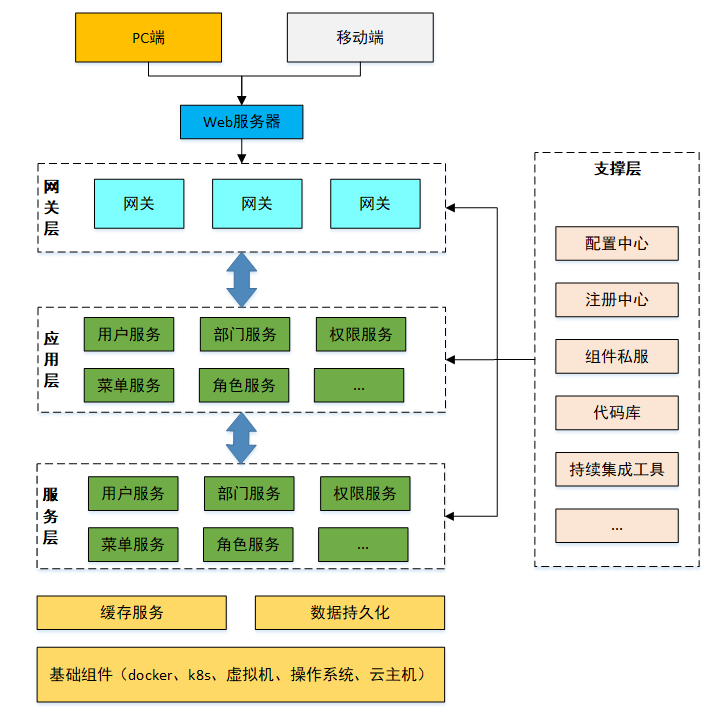 PC端
移动端
Web服务器
网关层
网关
网关
网关
应用层
用户服务
部门服务
权限服务
菜单服务
角色服务
...
服务层
用户服务
部门服务
权限服务
菜单服务
角色服务
...
缓存服务
数据持久化
基础组件（docker、k8s、虚拟机、操作系统、云主机）
支撑层
配置中心
注册中心
组件私服
代码库
持续集成工具
...